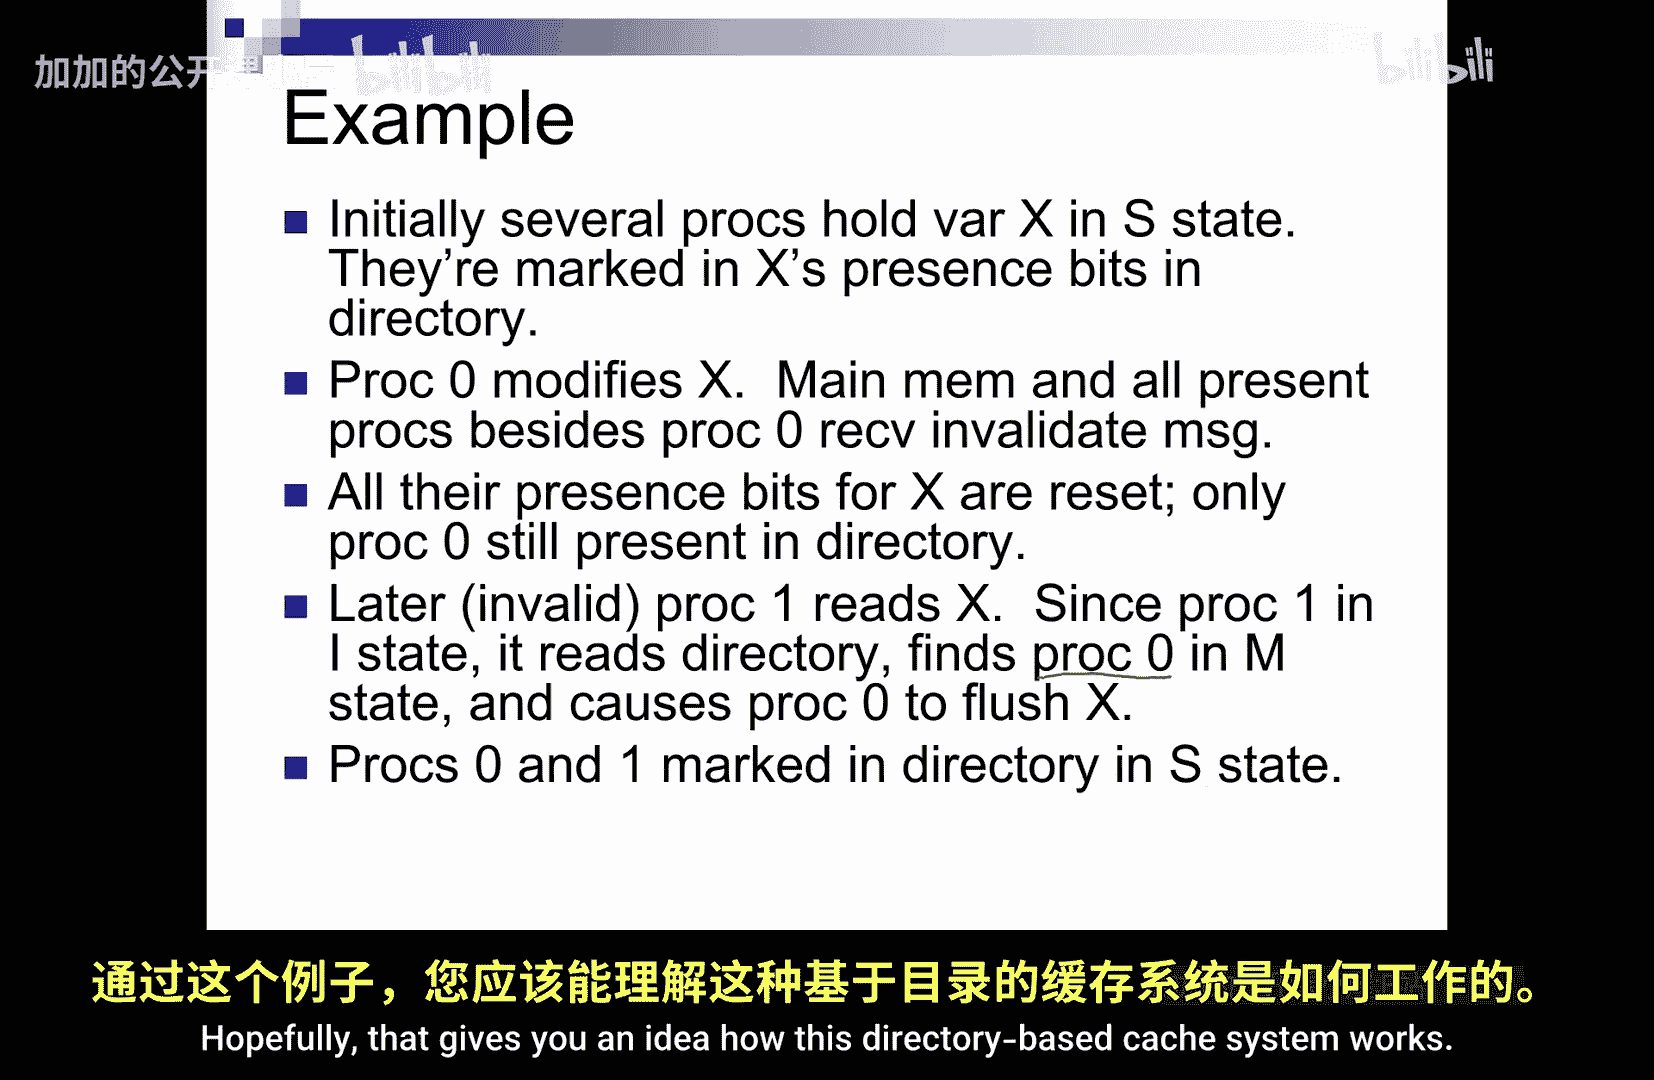 加加的公开
bilibili
bilibili
Example
Initially several procs hold var X in S state.
They’re marked in X’s presence bits in
directory.
Proc 0 modifies X. Main mem and all present
procs besides proc 0 recv invalidate msg.
All their presence bits for X are reset; only
proc 0 still present in directory.
Later (invalid) proc 1 reads X. Since proc 1 in
I state, it reads directory, finds proc 0 in M
state, and causes proc 0 to flush X.
Procs 0 and 1 marked in directory in S state.
通过这个例子，您应该能理解这种基于目录的缓存系统是如何工作的。
Hopefully, that gives you an idea how this directory-based cache system works.